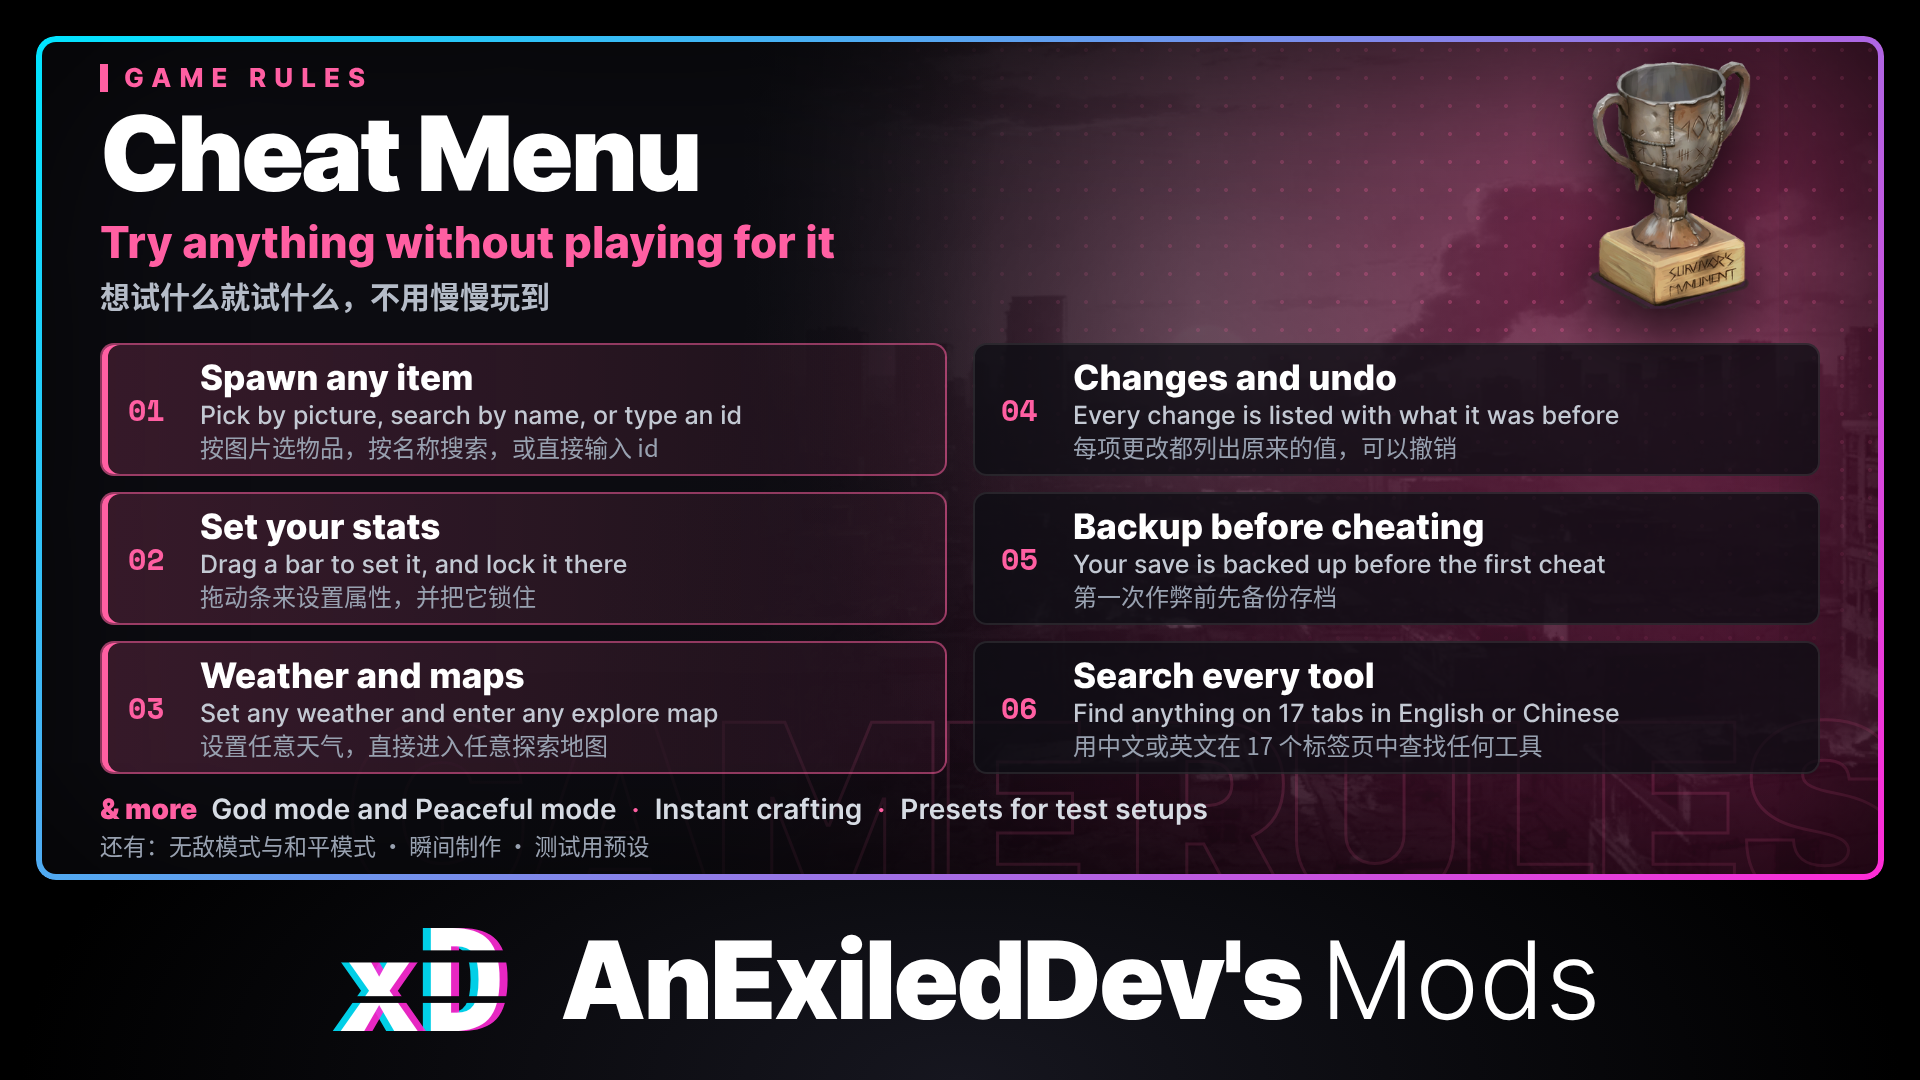 GAME RULES
Cheat Menu
Try anything without playing for it
想试什么就试什么，不用慢慢玩到
01
Spawn any item
Pick by picture, search by name, or type an id
按图片选物品，按名称搜索，或直接输入 id
02
Set your stats
Drag a bar to set it, and lock it there
拖动条来设置属性，并把它锁住
03
Weather and maps
Set any weather and enter any explore map
设置任意天气，直接进入任意探索地图
04
Changes and undo
Every change is listed with what it was before
每项更改都列出原来的值，可以撤销
05
Backup before cheating
Your save is backed up before the first cheat
第一次作弊前先备份存档
06
Search every tool
Find anything on 17 tabs in English or Chinese
用中文或英文在 17 个标签页中查找任何工具
& more God mode and Peaceful mode · Instant crafting · Presets for test setups
还有：无敌模式与和平模式 • 瞬间制作 • 测试用预设
GAME RULES
SURVIVOR'S
MONUMENT
xD AnExiledDev's Mods